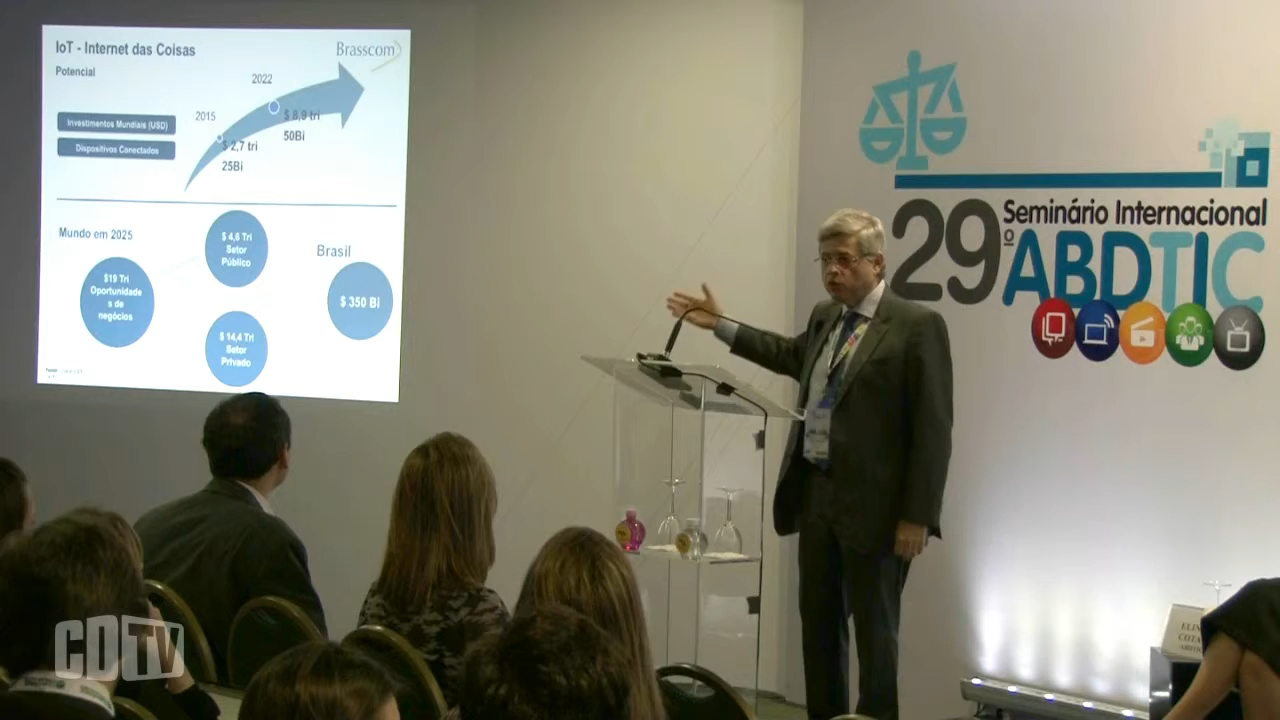 IoT - Internet das Coisas
Brasscom
Potencial
2022
2015
Investimentos Mundiais (USD)
$ 8,9 tri
50Bi
Dispositivos Conectados
$ 2,7 tri
25Bi
Mundo em 2025
$ 4,6 Tri
Setor
Público
Brasil
$19 Tri
Oportunidade
s de
negócios
$ 350 Bi
$ 14,4 Tri
Setor
Privado
29º
Seminário Internacional
ABDTIC
CDTV